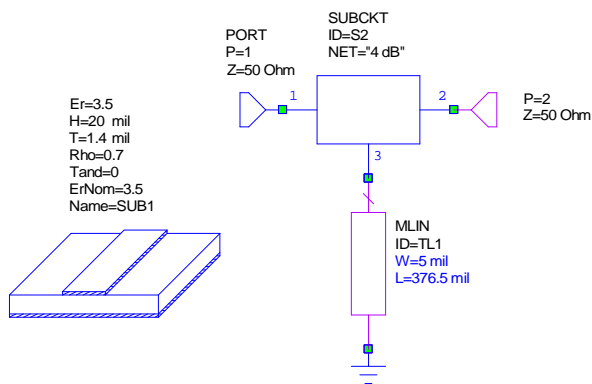 SUBCKT
ID=S2
NET="4 dB"
PORT
P=1
Z=50 Ohm
1
2
3
P=2
Z=50 Ohm
Er=3.5
H=20 mil
T=1.4 mil
Rho=0.7
Tand=0
ErNom=3.5
Name=SUB1
MLIN
ID=TL1
W=5 mil
L=376.5 mil